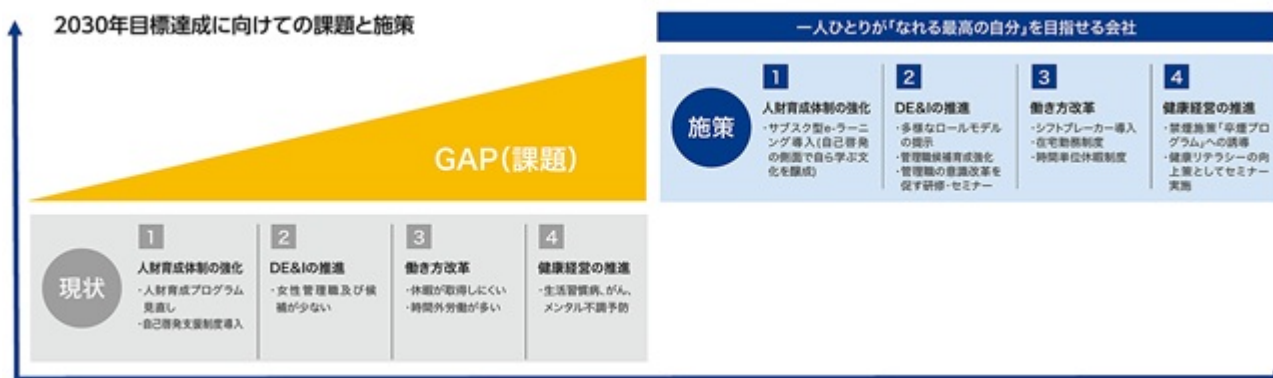 2030年目標達成に向けての課題と施策
一人ひとりが「なれる最高の自分」を目指せる会社
施策
1
人財育成体制の強化
・サブスク型e-ラーニ
ング導入(自己啓発
の側面で自ら学ぶ文
化を醸成)
2
DE&Iの推進
・多様なロールモデル
の提示
・管理職候補育成強化
・管理職の意識改革を
促す研修・セミナー
3
働き方改革
・シフトブレーカー導入
・在宅勤務制度
・時間単位休暇制度
4
健康経営の推進
・禁煙施策「卒煙プロ
グラム」への誘導
・健康リテラシーの向
上策としてセミナー
実施
GAP(課題)
現状
1
人財育成体制の強化
・人財育成プログラム
見直し
・自己啓発支援制度導入
2
DE&Iの推進
・女性管理職及び候
補が少ない
3
働き方改革
・休暇が取得しにくい
・時間外労働が多い
4
健康経営の推進
・生活習慣病、がん、
メンタル不調予防